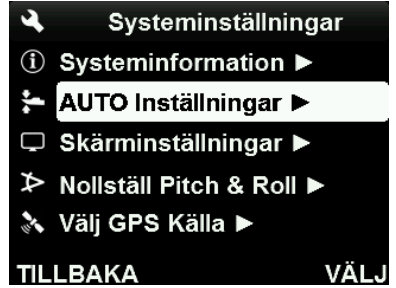 Systeminställningar
Systeminformation ▶
AUTO Inställningar ▶
Skärminställningar ▶
Nollställ Pitch & Roll ▶
Välj GPS Källa ▶
TILLBAKA VÄLJ